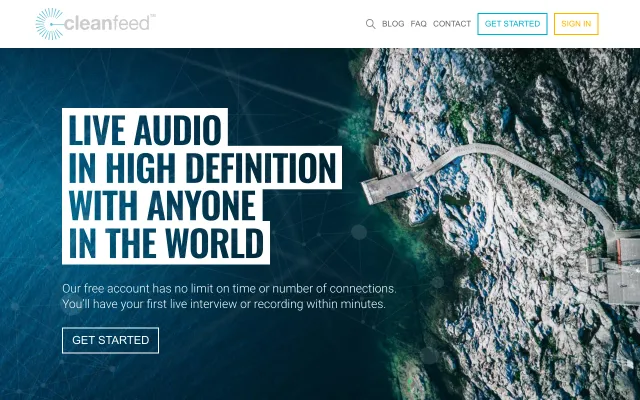 cleanfeed™
BLOG FAQ CONTACT GET STARTED SIGN IN
LIVE AUDIO
IN HIGH DEFINITION
WITH ANYONE
IN THE WORLD
Our free account has no limit on time or number of connections.
You'll have your first live interview or recording within minutes.
GET STARTED